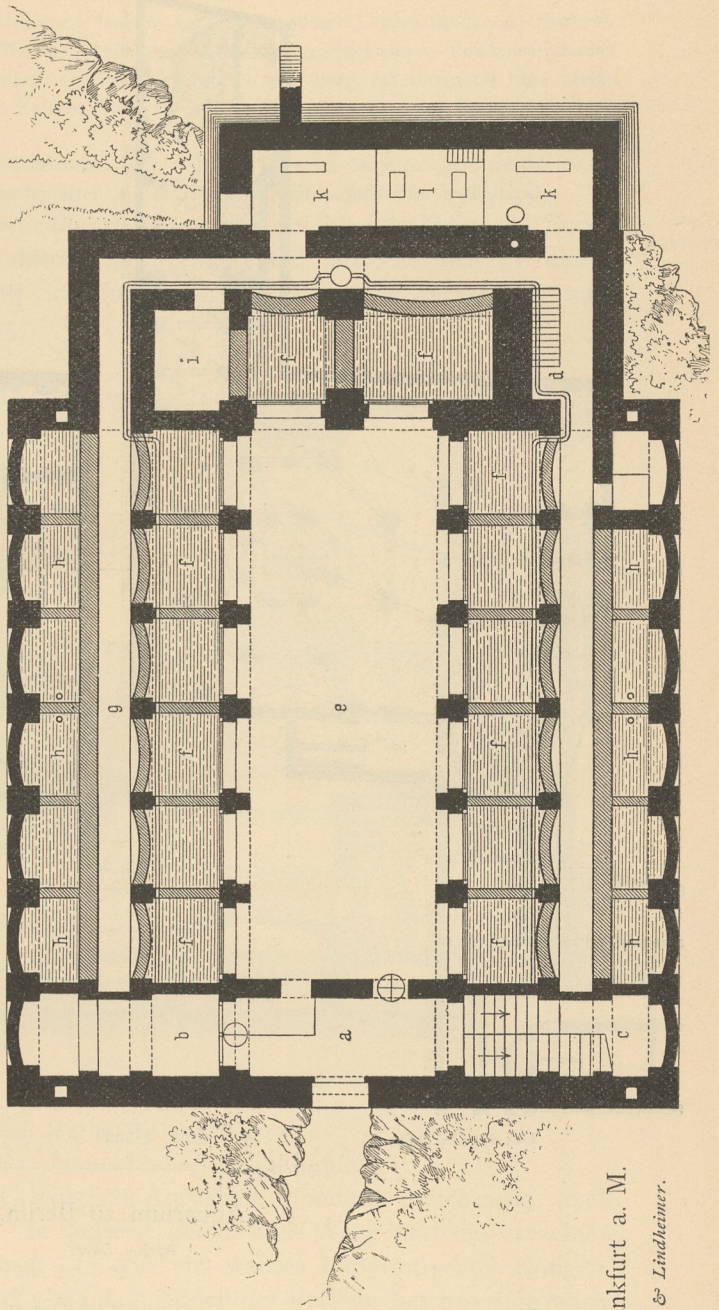 k l k
i f f d
f
h f h
g e
h f f h
h f f h
b a c
nkfurt a. M.
& Lindheimer.